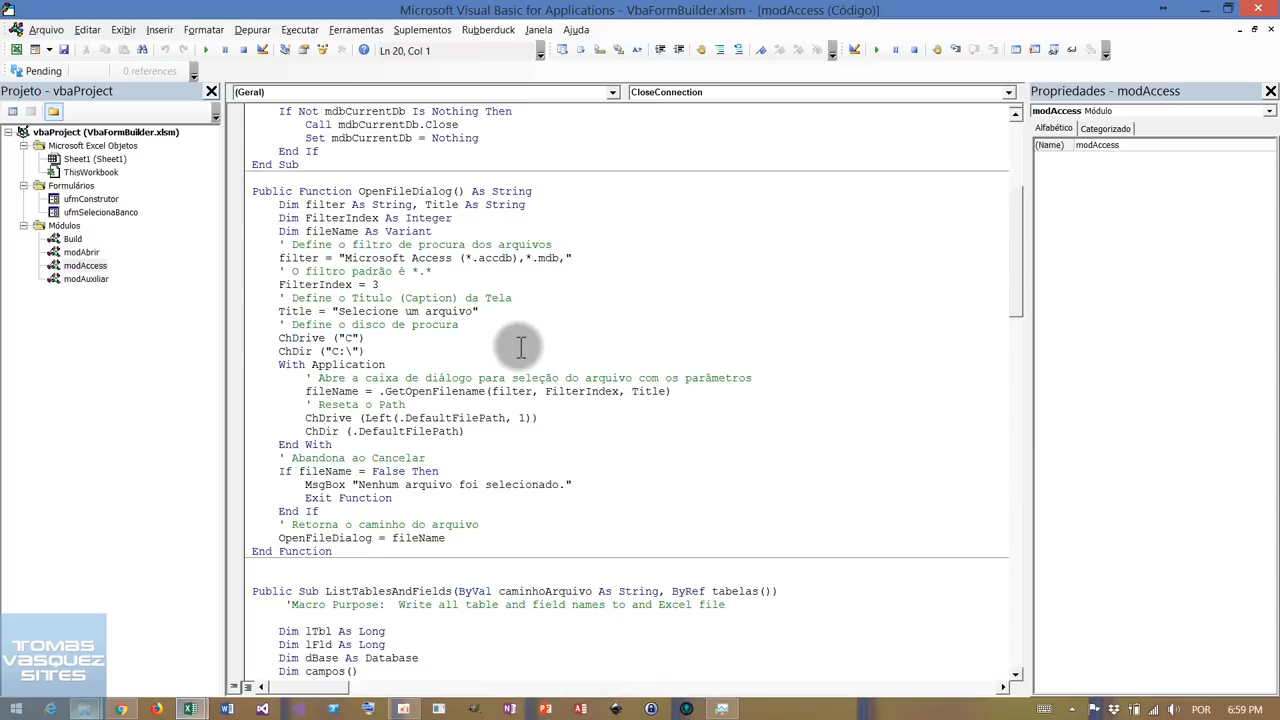 Microsoft Visual Basic for Applications - VbaFormBuilder.xlsm - [modAccess (Código)]
Arquivo Editar Exibir Inserir Formatar Depurar Executar Ferramentas Suplementos Rubberduck Janela Ajuda
Ln 20, Col 1
Pending 0 references
Projeto - vbaProject
vbaProject (VbaFormBuilder.xlsm)
Microsoft Excel Objetos
Sheet1 (Sheet1)
ThisWorkbook
Formulários
ufmConstrutor
ufmSelecionaBanco
Módulos
Build
modAbrir
modAccess
modAuxiliar
(Geral) CloseConnection
If Not mdbCurrentDb Is Nothing Then
Call mdbCurrentDb.Close
Set mdbCurrentDb = Nothing
End If
End Sub
Public Function OpenFileDialog() As String
Dim filter As String, Title As String
Dim FilterIndex As Integer
Dim fileName As Variant
' Define o filtro de procura dos arquivos
filter = "Microsoft Access (*.accdb),*.mdb,"
' O filtro padrão é *.*
FilterIndex = 3
' Define o Título (Caption) da Tela
Title = "Selecione um arquivo"
' Define o disco de procura
ChDrive ("C")
ChDir ("C:\")
With Application
' Abre a caixa de diálogo para seleção do arquivo com os parâmetros
fileName = .GetOpenFilename(filter, FilterIndex, Title)
' Reseta o Path
ChDrive (Left(.DefaultFilePath, 1))
ChDir (.DefaultFilePath)
End With
' Abandona ao Cancelar
If fileName = False Then
MsgBox "Nenhum arquivo foi selecionado."
Exit Function
End If
' Retorna o caminho do arquivo
OpenFileDialog = fileName
End Function
Public Sub ListTablesAndFields(ByVal caminhoArquivo As String, ByRef tabelas())
'Macro Purpose:  Write all table and field names to and Excel file
Dim lTbl As Long
Dim lFld As Long
Dim dBase As Database
Dim campos()
Propriedades - modAccess
modAccess Módulo
Alfabético Categorizado
(Name) modAccess
TOMAS
VASQUEZ
SITES
POR 6:59 PM